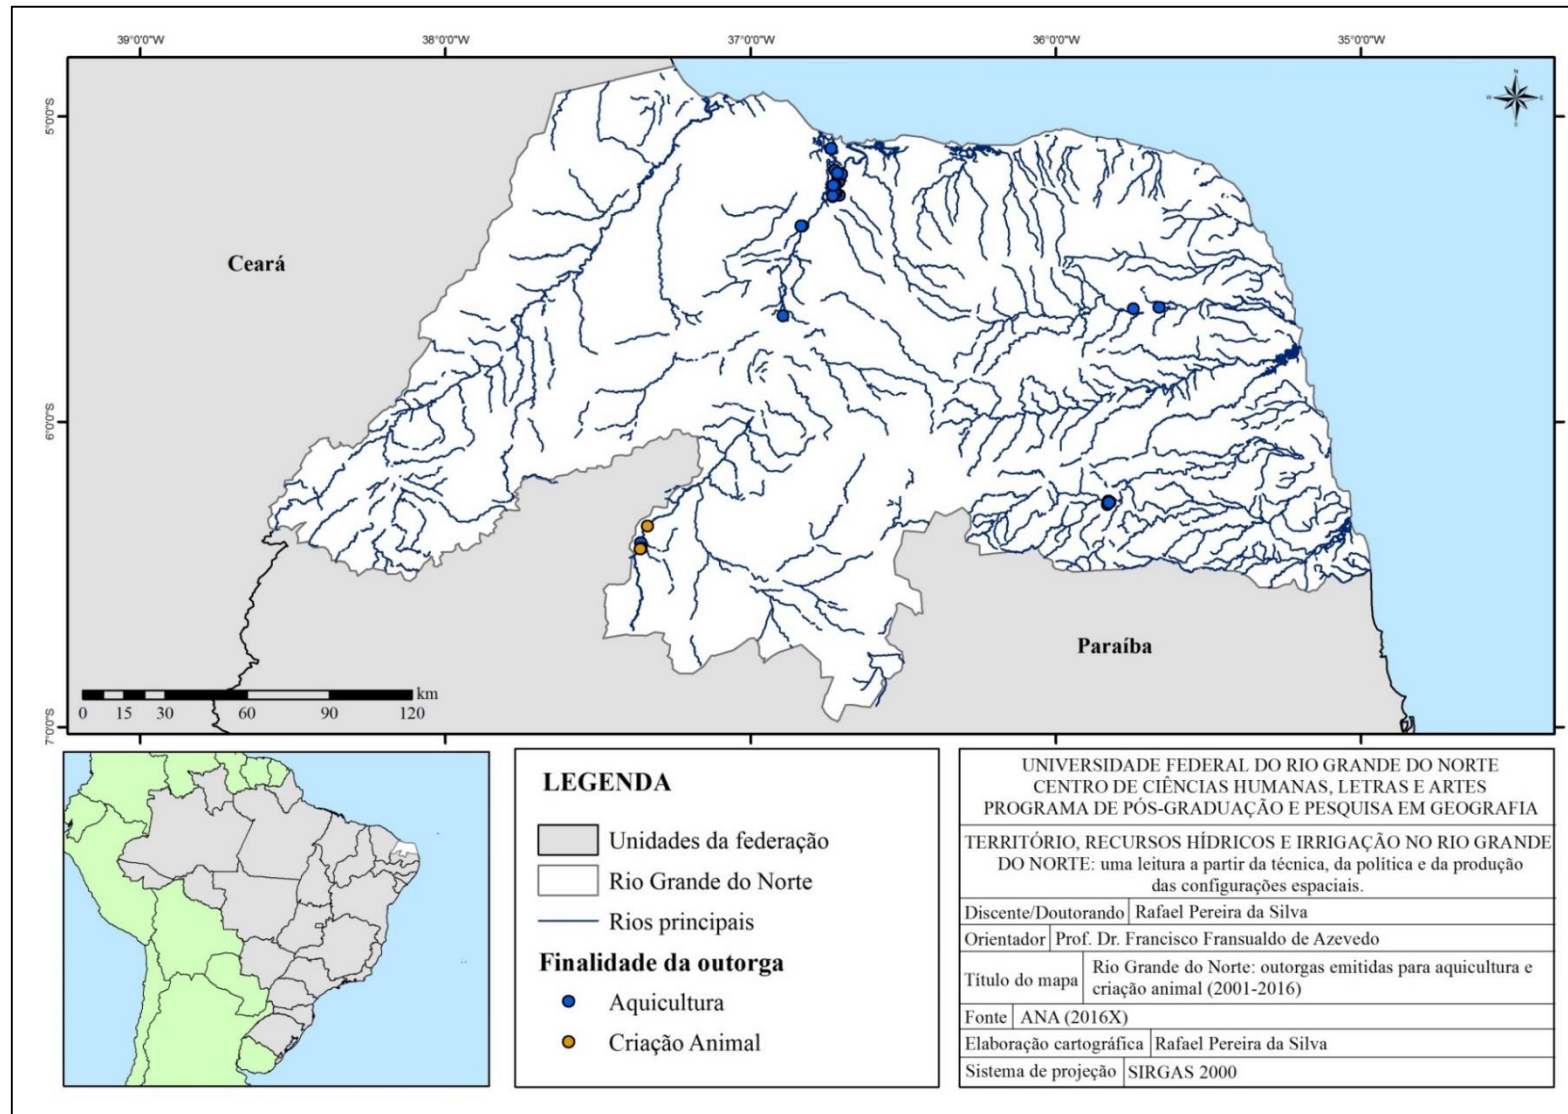 39°0'0"W
38°0'0"W
37°0'0"W
36°0'0"W
35°0'0"W
5°0'0"S
6°0'0"S
7°0'0"S
N
W
E
S
Ceará
Paraíba
km
0 15 30 60 90 120
LEGENDA
Unidades da federação
Rio Grande do Norte
Rios principais
Finalidade da outorga
Aquicultura
Criação Animal
UNIVERSIDADE FEDERAL DO RIO GRANDE DO NORTE
CENTRO DE CIÊNCIAS HUMANAS, LETRAS E ARTES
PROGRAMA DE PÓS-GRADUAÇÃO E PESQUISA EM GEOGRAFIA
TERRITÓRIO, RECURSOS HÍDRICOS E IRRIGAÇÃO NO RIO GRANDE
DO NORTE: uma leitura a partir da técnica, da política e da produção
das configurações espaciais.
Discente/Doutorando Rafael Pereira da Silva
Orientador Prof. Dr. Francisco Fransualdo de Azevedo
Título do mapa Rio Grande do Norte: outorgas emitidas para aquicultura e
criação animal (2001-2016)
Fonte ANA (2016X)
Elaboração cartográfica Rafael Pereira da Silva
Sistema de projeção SIRGAS 2000